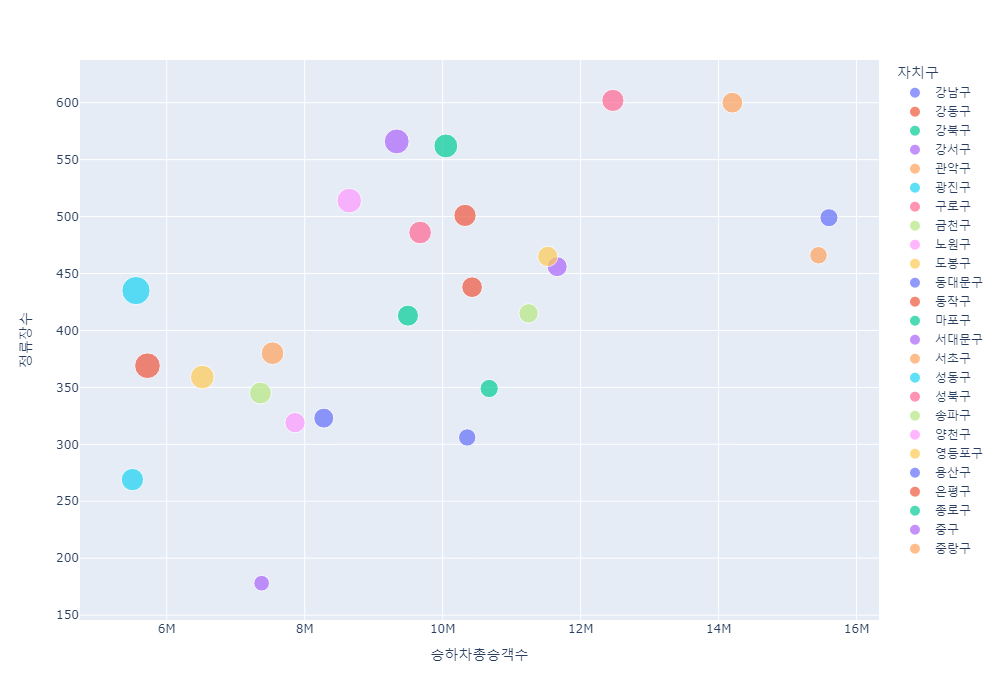 600
550
500
450
400
350
300
250
200
150
정류장수
6M
8M
10M
12M
14M
16M
승하차총승객수
자치구
강남구
강동구
강북구
강서구
관악구
광진구
구로구
금천구
노원구
도봉구
동대문구
동작구
마포구
서대문구
서초구
성동구
성북구
송파구
양천구
영등포구
용산구
은평구
종로구
중구
중랑구